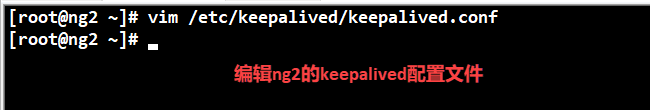 [root@ng2 ~]# vim /etc/keepalived/keepalived.conf
[root@ng2 ~]#
编辑ng2的keepalived配置文件